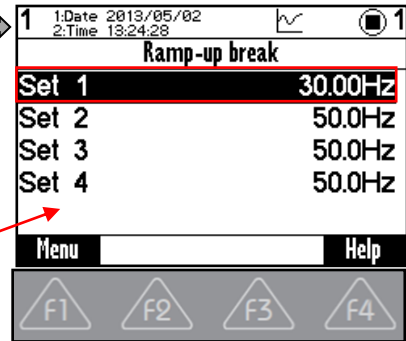 1 1:Date 2013/05/02 1
2:Time 13:24:28
Ramp-up break
Set 1 30.00Hz
Set 2 50.0Hz
Set 3 50.0Hz
Set 4 50.0Hz
Menu Help
F1 F2 F3 F4